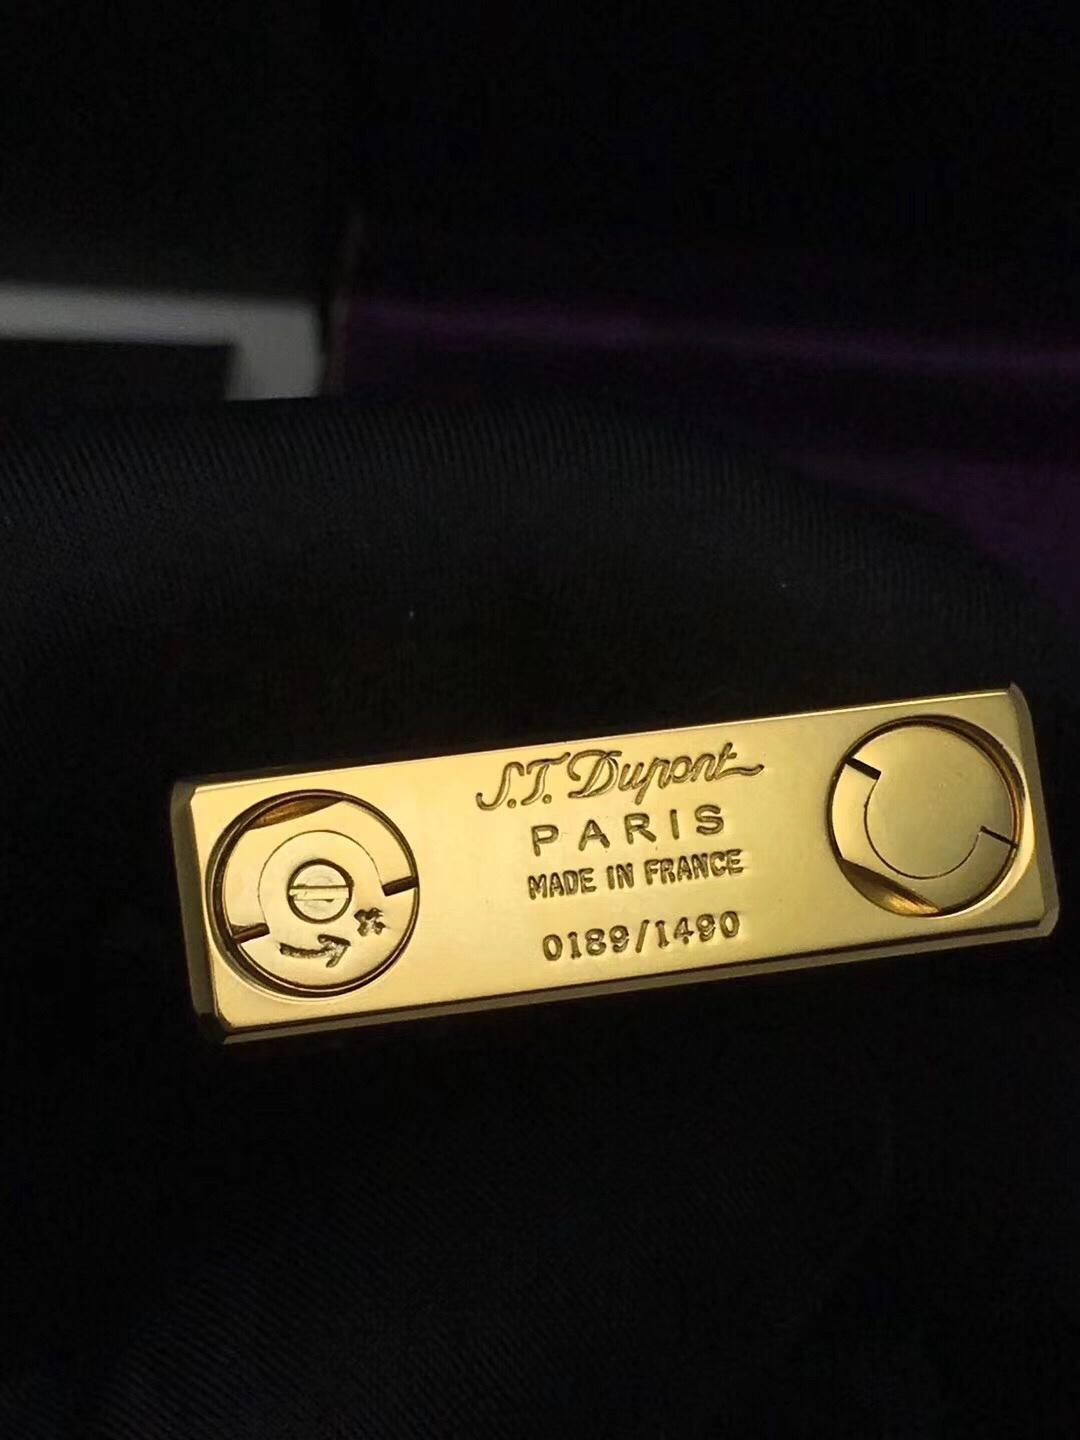 S.T. Dupont
PARIS
MADE IN FRANCE
0189/1490